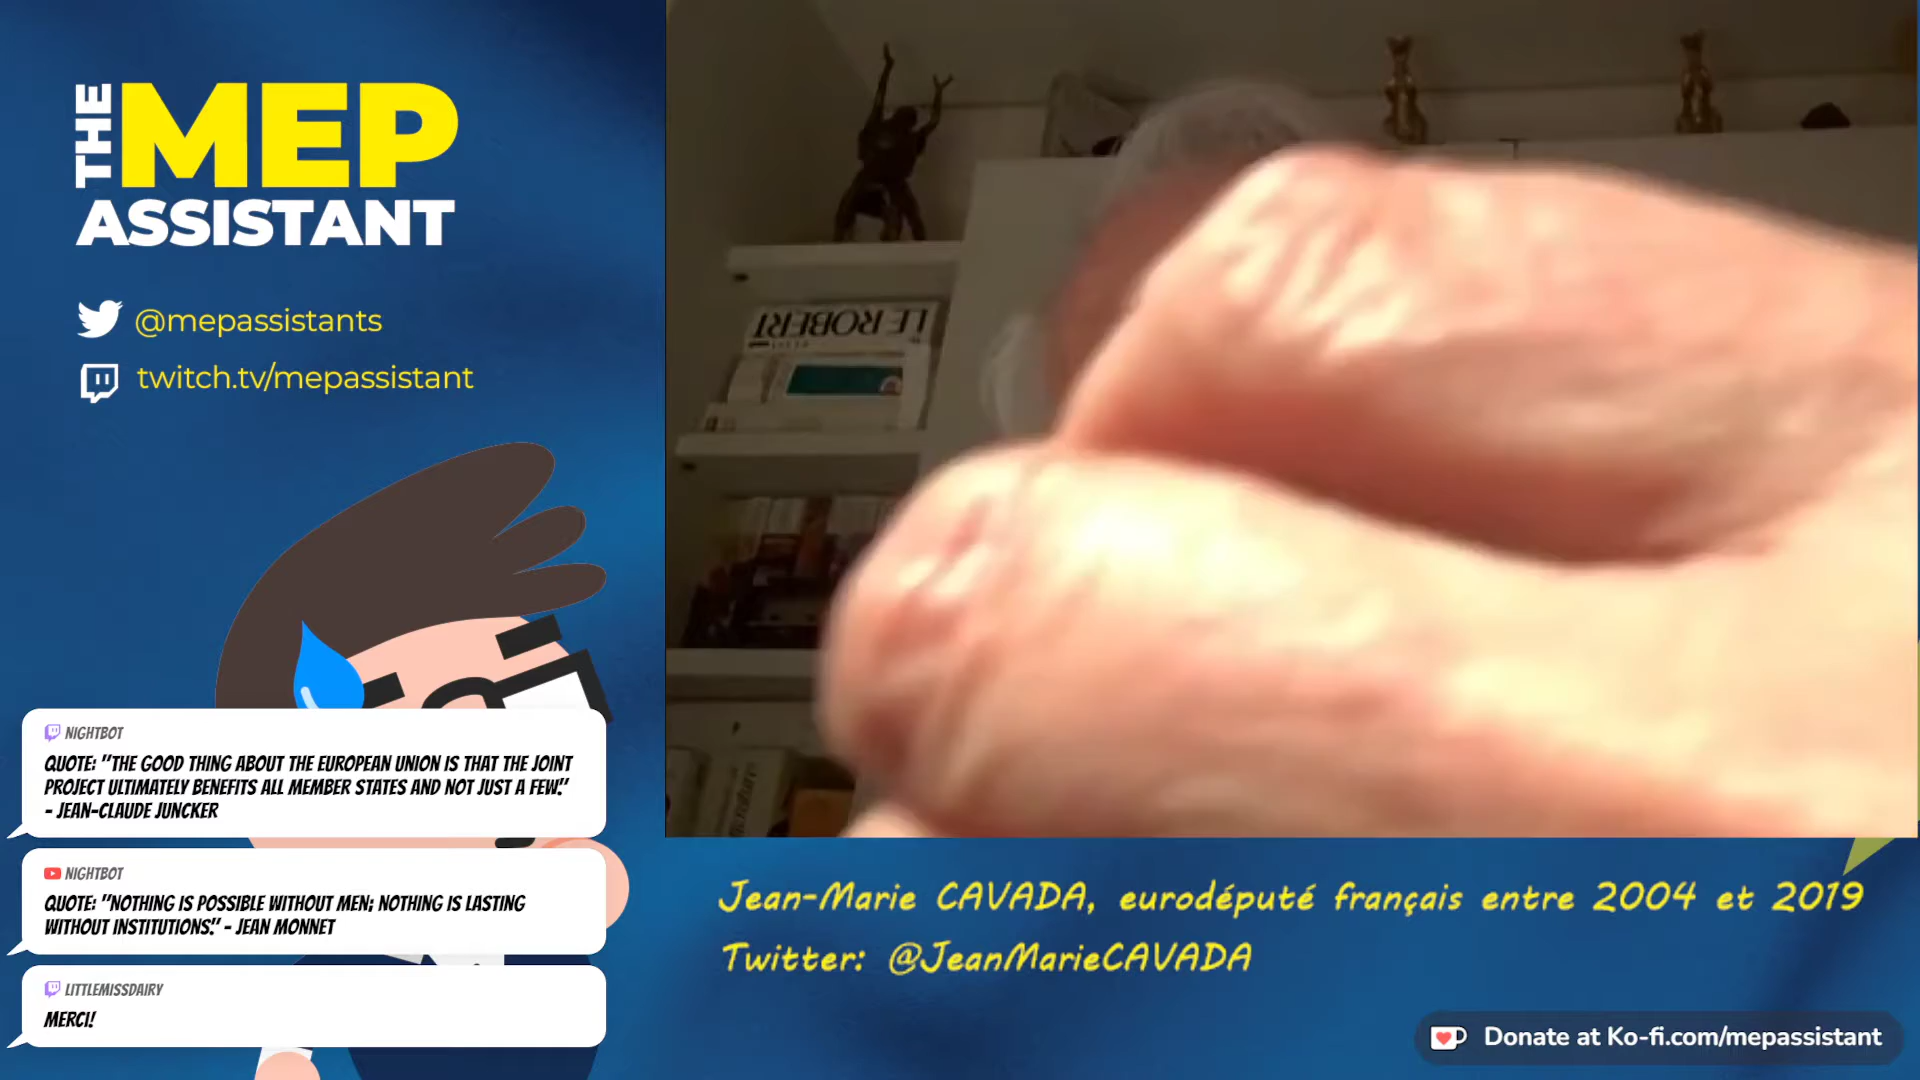 THE
MEP
ASSISTANT
@mepassistants
twitch.tv/mepassistant
LE ROBERT
NIGHTBOT
QUOTE: "THE GOOD THING ABOUT THE EUROPEAN UNION IS THAT THE JOINT
PROJECT ULTIMATELY BENEFITS ALL MEMBER STATES AND NOT JUST A FEW."
- JEAN-CLAUDE JUNCKER
NIGHTBOT
QUOTE: "NOTHING IS POSSIBLE WITHOUT MEN; NOTHING IS LASTING
WITHOUT INSTITUTIONS." - JEAN MONNET
LITTLEMISSDAIRY
MERCI!
Jean-Marie CAVADA, eurodéputé français entre 2004 et 2019
Twitter: @JeanMarieCAVADA
Donate at Ko-fi.com/mepassistant